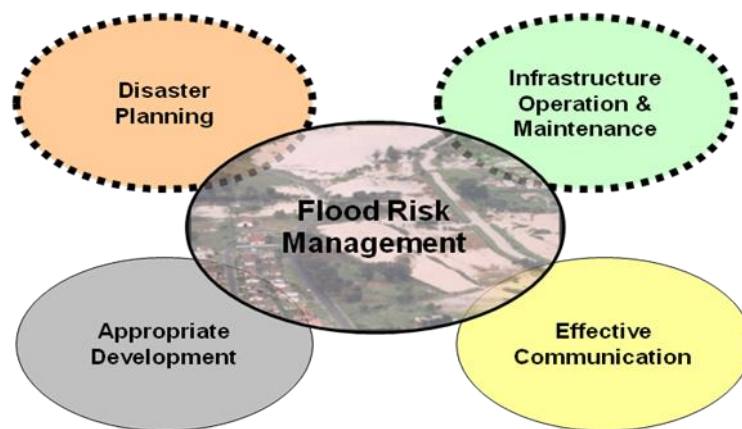 Disaster
Planning
Infrastructure
Operation &
Maintenance
Flood Risk
Management
Appropriate
Development
Effective
Communication